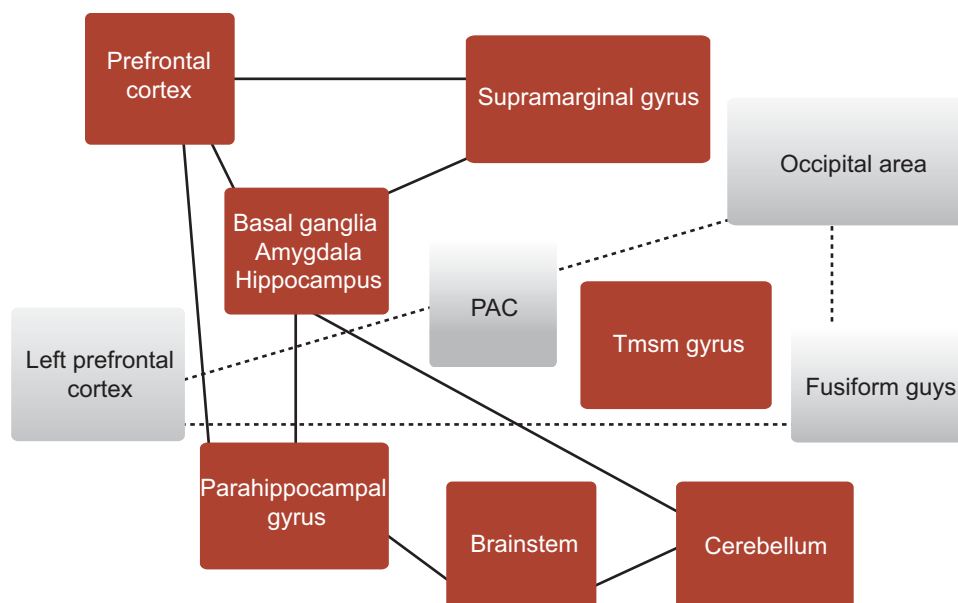 Prefrontal
cortex
Supramarginal gyrus
Occipital area
Basal ganglia
Amygdala
Hippocampus
PAC
Tmsm gyrus
Left prefrontal
cortex
Fusiform guys
Parahippocampal
gyrus
Brainstem
Cerebellum